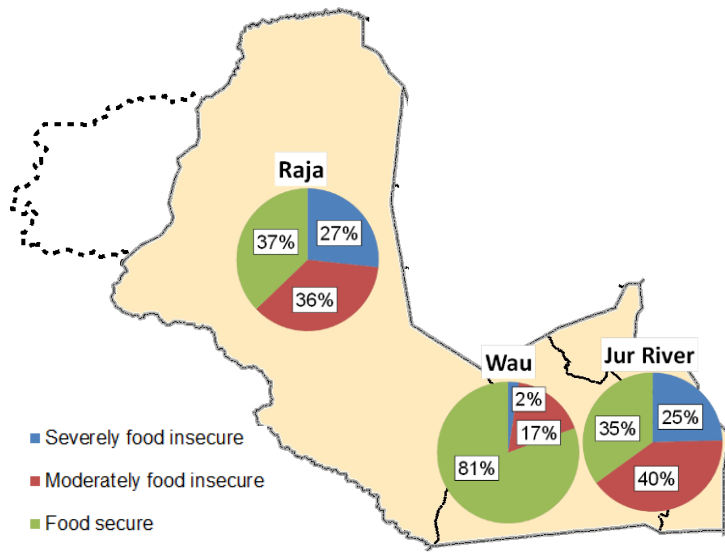 Raja
37%
27%
36%
Wau
2%
17%
81%
Jur River
35%
25%
40%
Severely food insecure
Moderately food insecure
Food secure